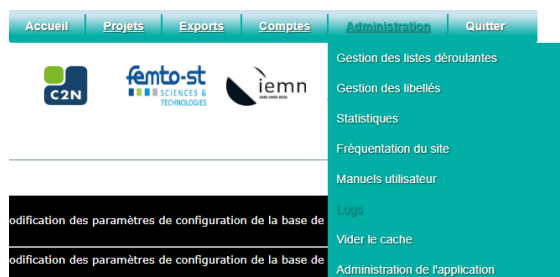 Accueil Projets Exports Comptes Administration Quitter
Gestion des listes déroulantes
Gestion des libellés
Statistiques
Fréquentation du site
Manuels utilisateur
Logs
Vider le cache
Administration de l'application
C2N
femto-st
SCIENCES &
TECHNOLOGIES
iemn
odification des paramètres de configuration de la base de
odification des paramètres de configuration de la base de